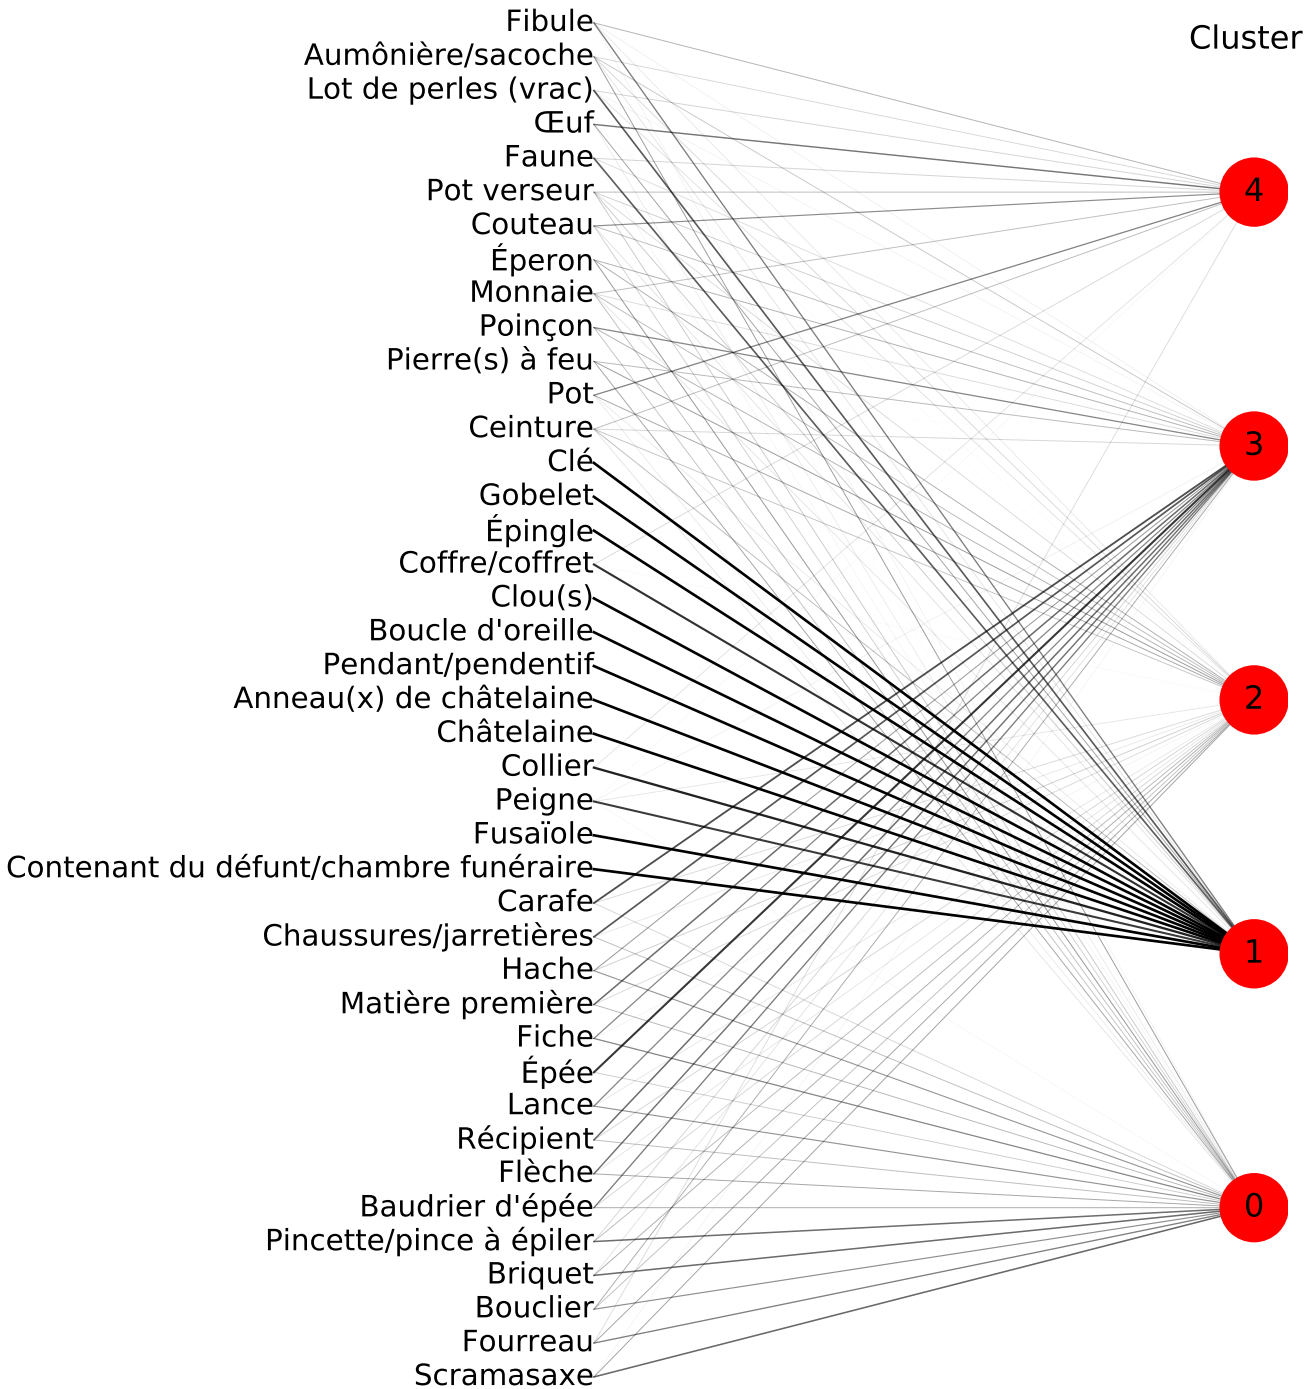 Fibule
Aumônière/sacoche
Lot de perles (vrac)
Œuf
Faune
Pot verseur
Couteau
Éperon
Monnaie
Poinçon
Pierre(s) à feu
Pot
Ceinture
Clé
Gobelet
Épingle
Coffre/coffret
Clou(s)
Boucle d'oreille
Pendant/pendentif
Anneau(x) de châtelaine
Châtelaine
Collier
Peigne
Fusaïole
Contenant du défunt/chambre funéraire
Carafe
Chaussures/jarretières
Hache
Matière première
Fiche
Épée
Lance
Récipient
Flèche
Baudrier d'épée
Pincette/pince à épiler
Briquet
Bouclier
Fourreau
Scramasaxe
Cluster
4
3
2
1
0